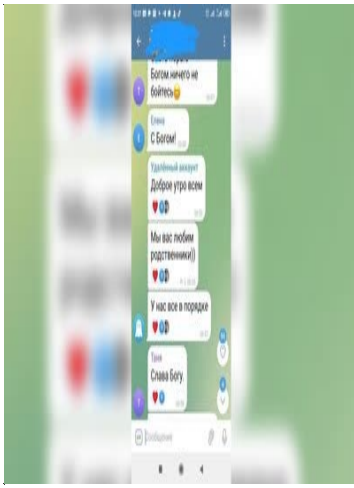 Богом.ничего не
бойтесь
Елена
С Богом!
Удалённый аккаунт
Доброе утро всем
Мы вас любим
родственники))
У нас все в порядке
Таня
Слава Богу.
Сообщение